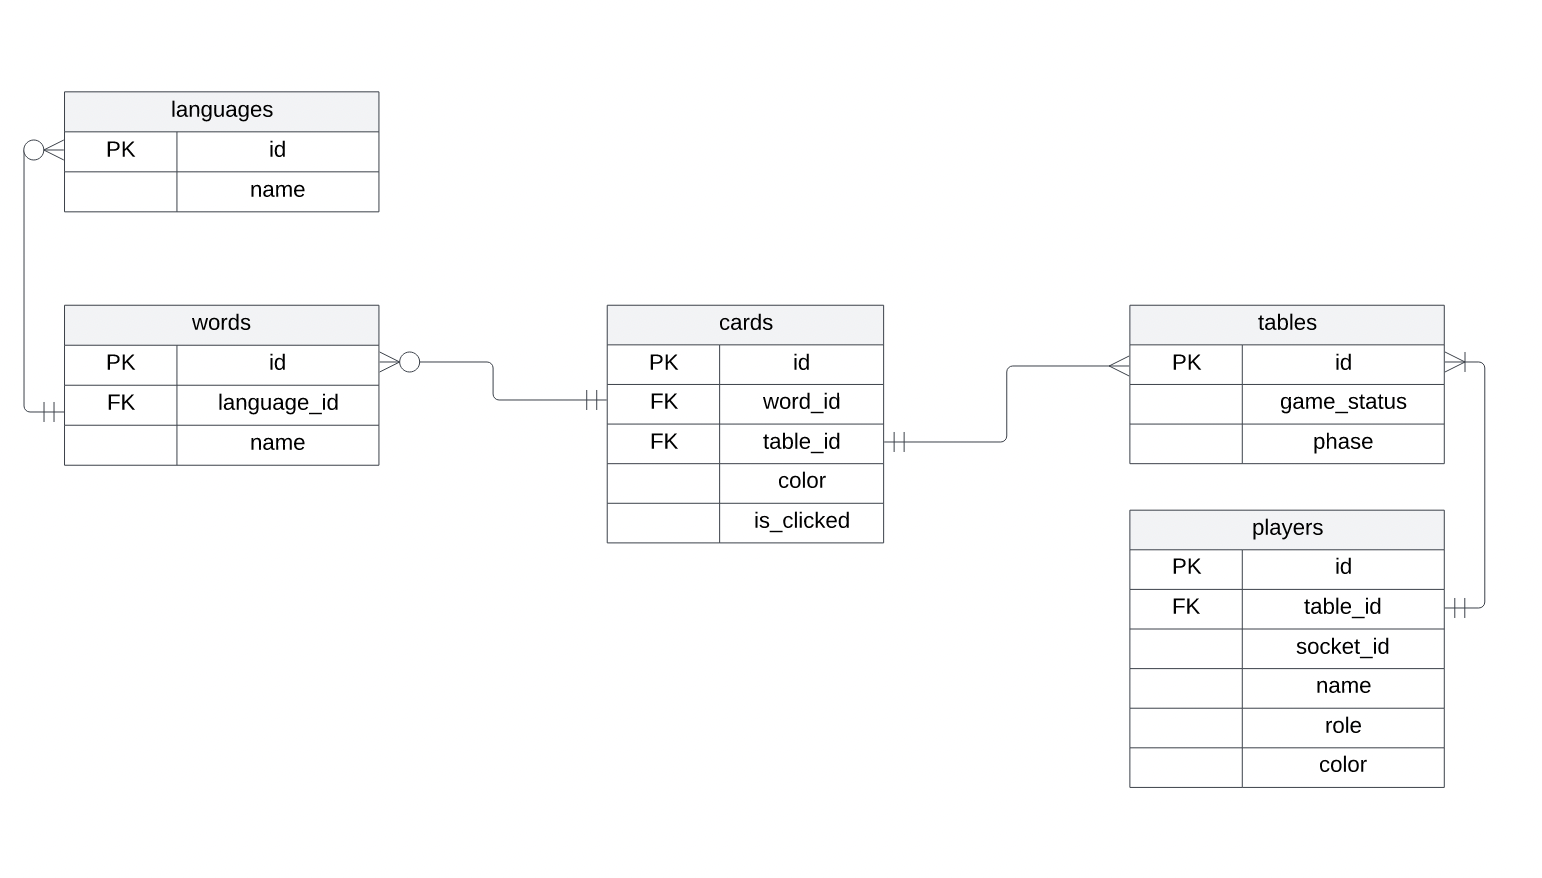 languages
PK id
name
words
PK id
FK language_id
name
cards
PK id
FK word_id
FK table_id
color
is_clicked
tables
PK id
game_status
phase
players
PK id
FK table_id
socket_id
name
role
color